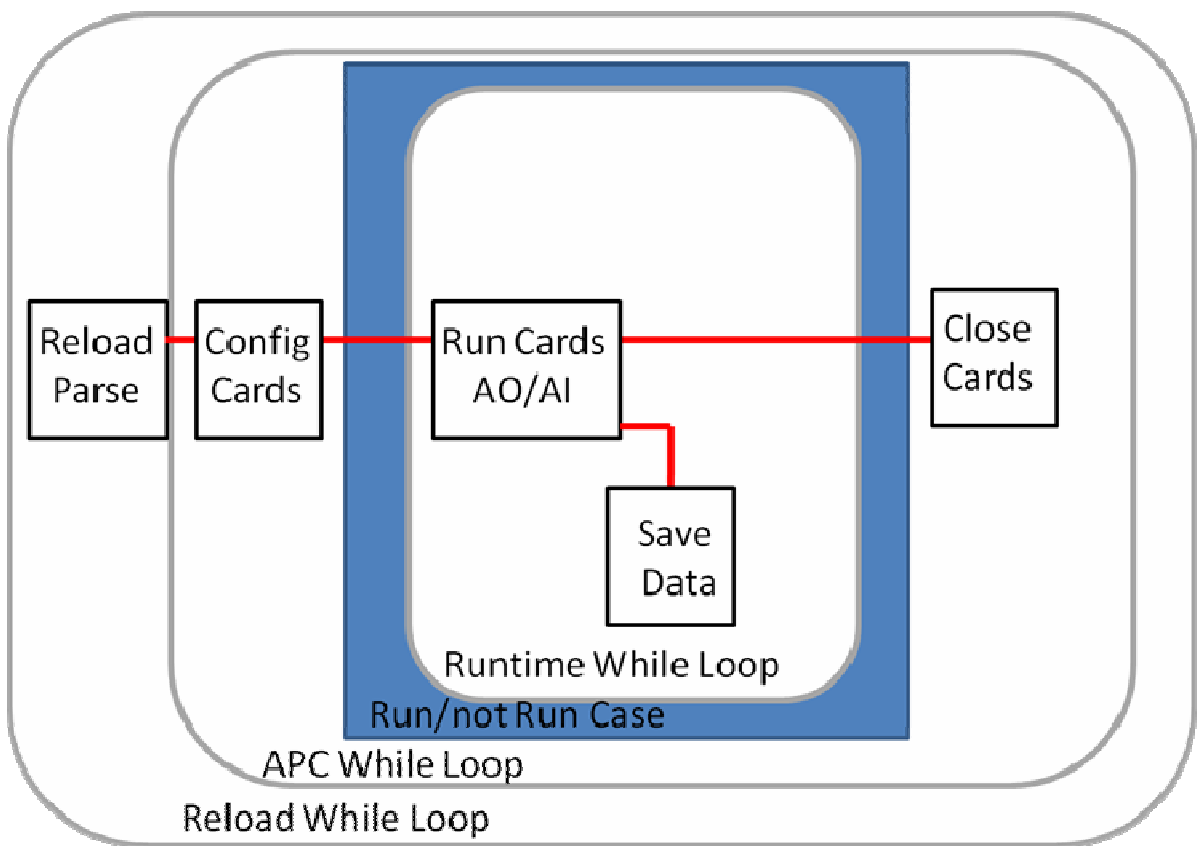 Reload
Parse
Config
Cards
Run Cards
AO/AI
Close
Cards
Save
Data
Runtime While Loop
Run/not Run Case
APC While Loop
Reload While Loop